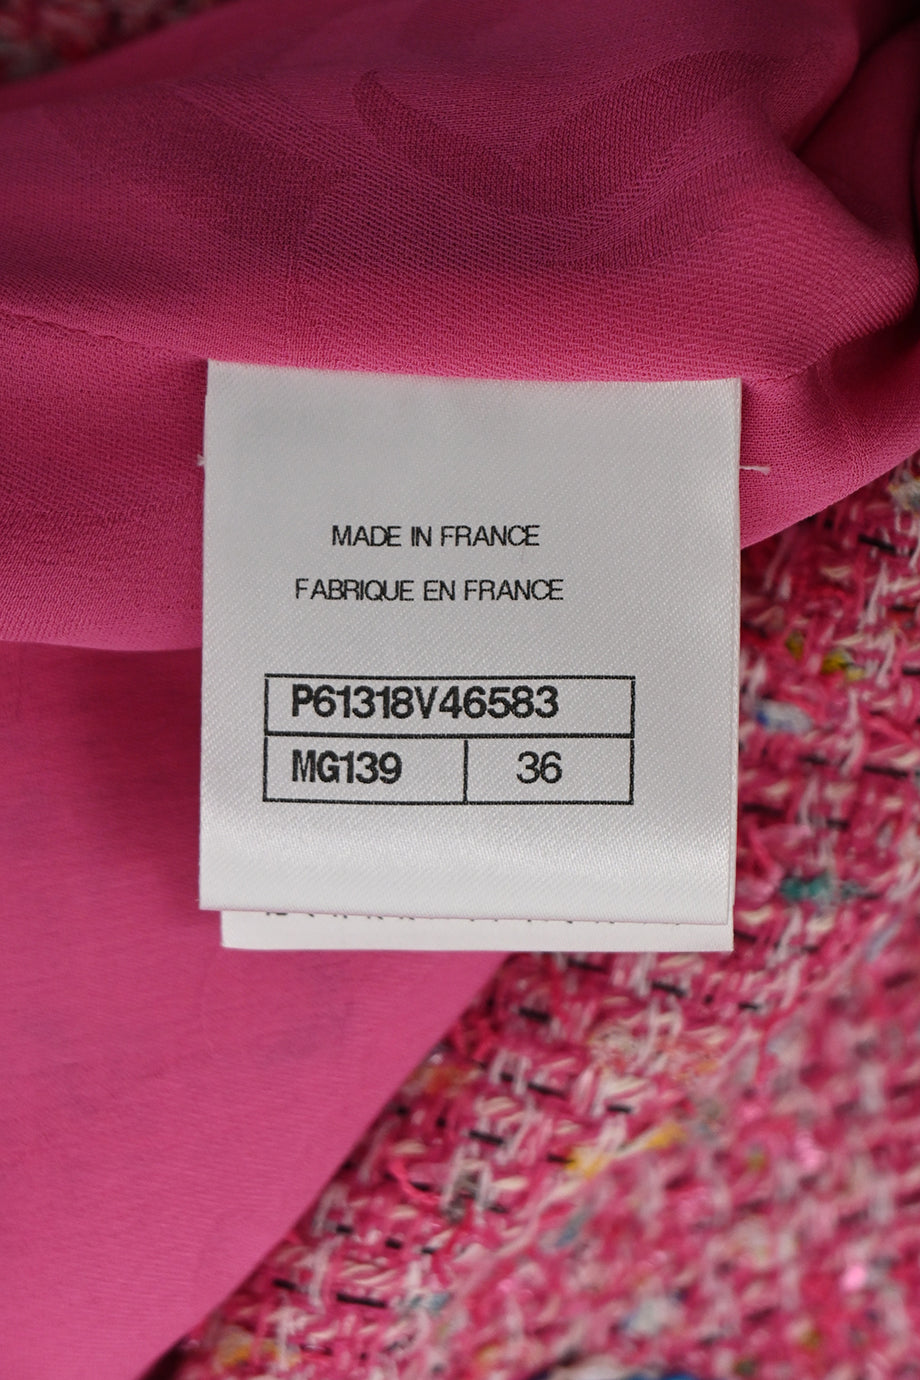 MADE IN FRANCE
FABRIQUE EN FRANCE
P61318V46583
MG139 36